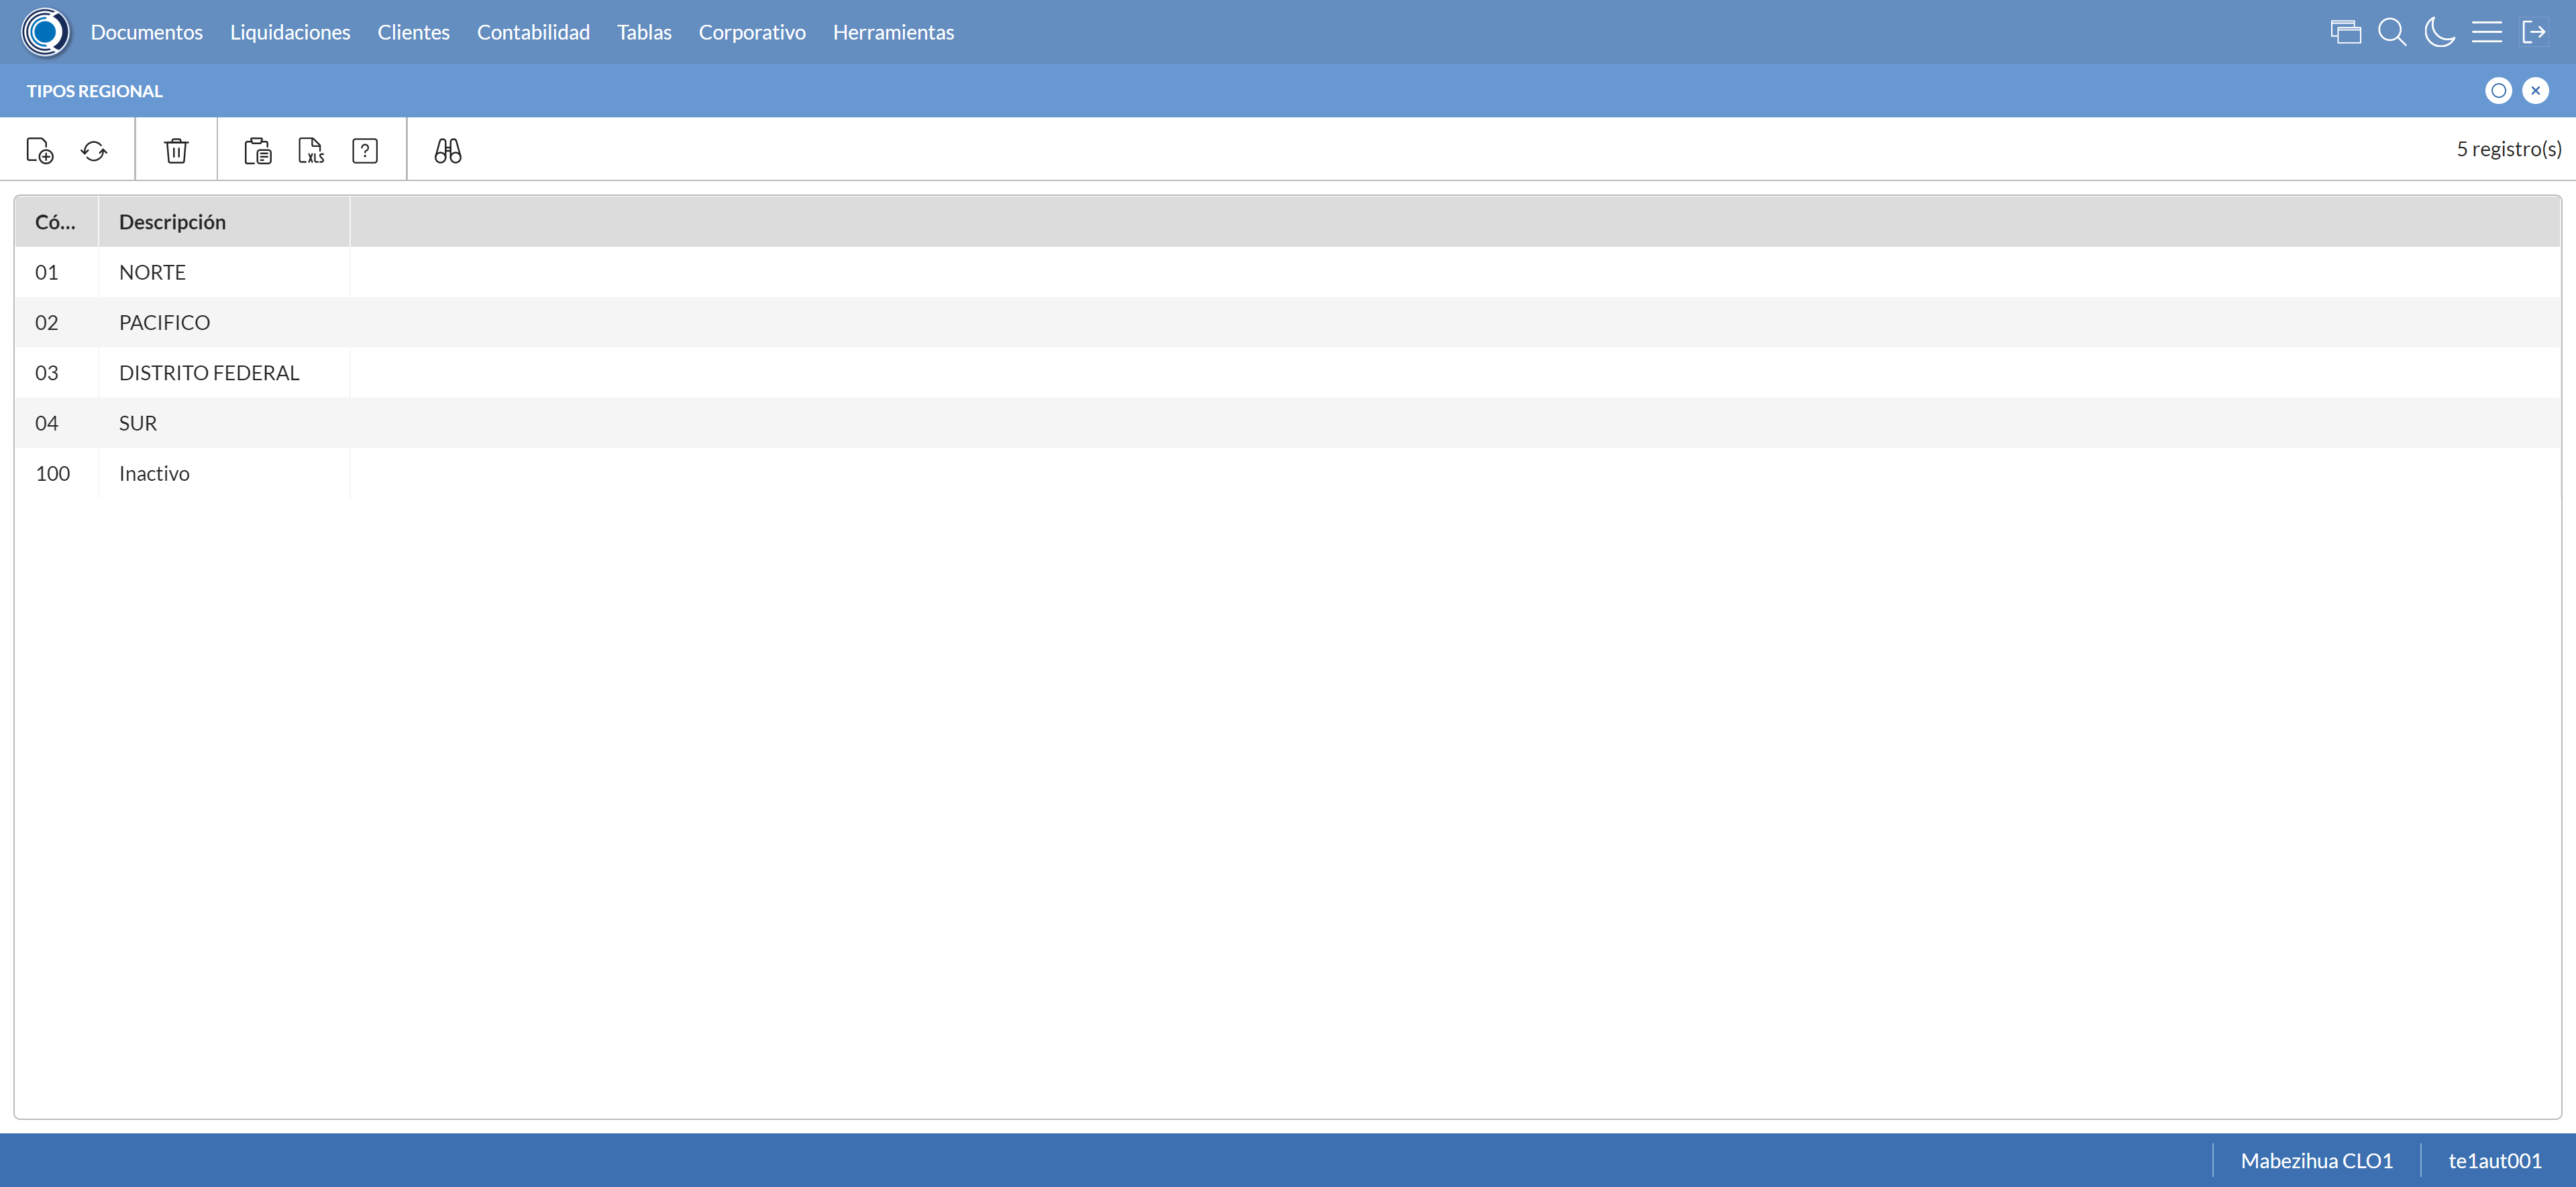 Documentos Liquidaciones Clientes Contabilidad Tablas Corporativo Herramientas
TIPOS REGIONAL
XLS ? 5 registro(s)
Có... Descripción
01 NORTE
02 PACIFICO
03 DISTRITO FEDERAL
04 SUR
100 Inactivo
Mabezihua CLO1 te1aut001